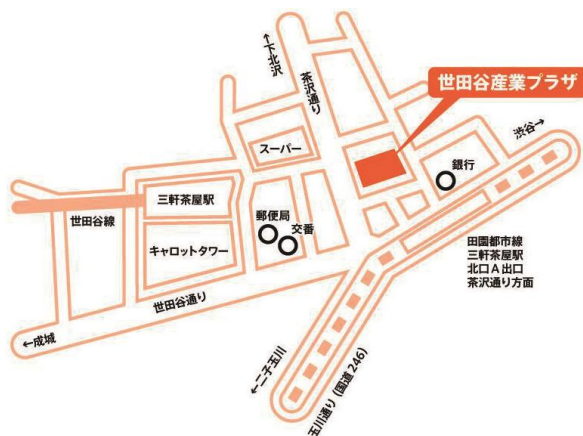 ←下北沢
茶沢通り
世田谷産業プラザ
渋谷→
スーパー
銀行
三軒茶屋駅
世田谷線
郵便局
交番
キャロットタワー
田園都市線
三軒茶屋駅
北口A出口
茶沢通り方面
世田谷通り
←成城
←二子玉川
玉川通り(国道246)